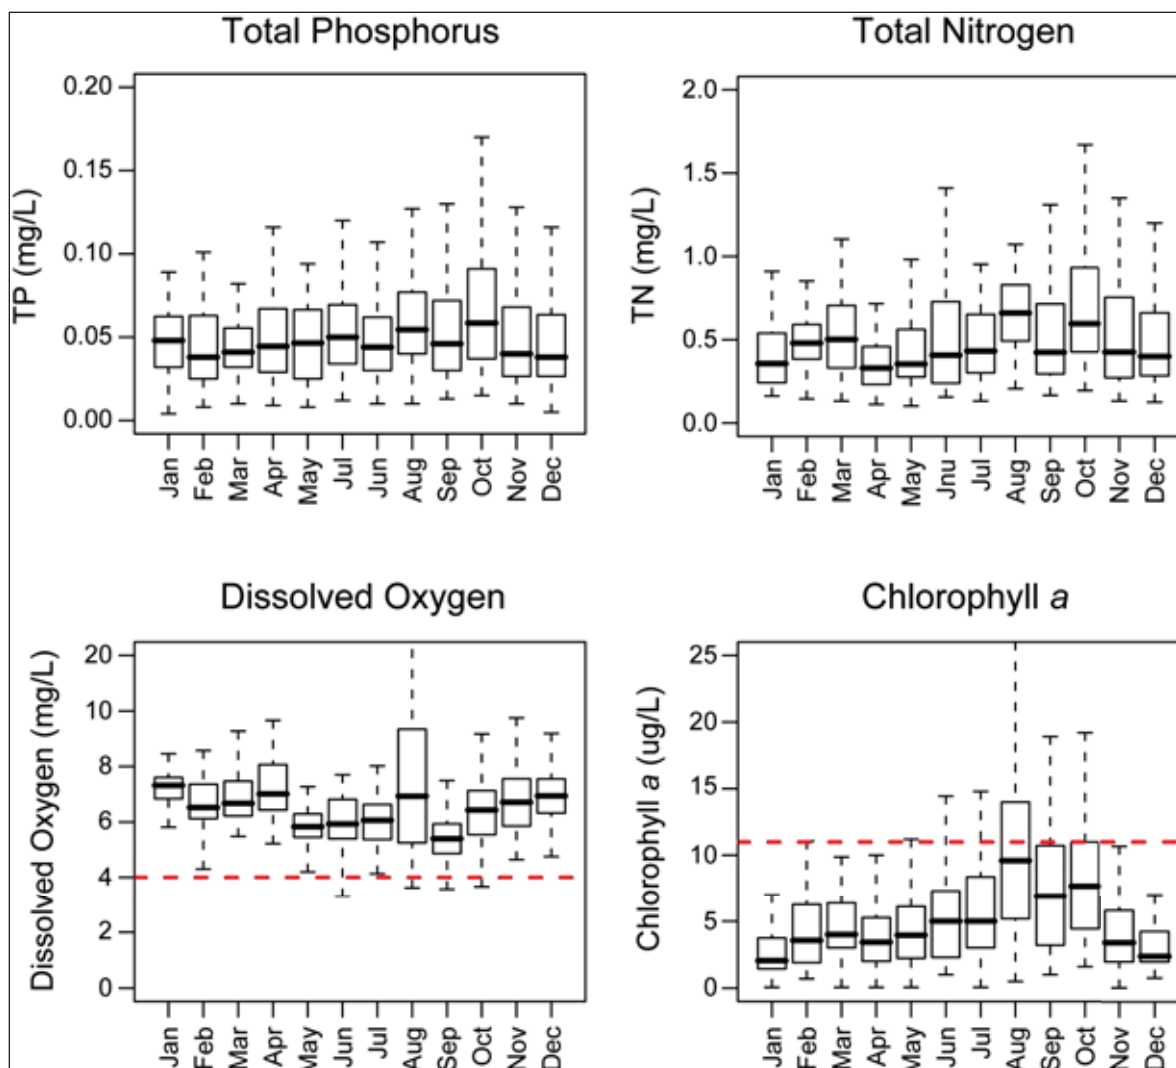 Total Phosphorus
TP (mg/L)
0.20
0.15
0.10
0.05
0.00
Jan
Feb
Mar
Apr
May
Jul
Jun
Aug
Sep
Oct
Nov
Dec
Total Nitrogen
TN (mg/L)
2.0
1.5
1.0
0.5
0.0
Jan
Feb
Mar
Apr
May
Jnu
Jul
Aug
Sep
Oct
Nov
Dec
Dissolved Oxygen
Dissolved Oxygen (mg/L)
20
10
8
6
4
2
0
Jan
Feb
Mar
Apr
May
Jun
Jul
Aug
Sep
Oct
Nov
Dec
Chlorophyll a
Chlorophyll a (ug/L)
25
20
15
10
5
0
Jan
Feb
Mar
Apr
May
Jun
Jul
Aug
Sep
Oct
Nov
Dec